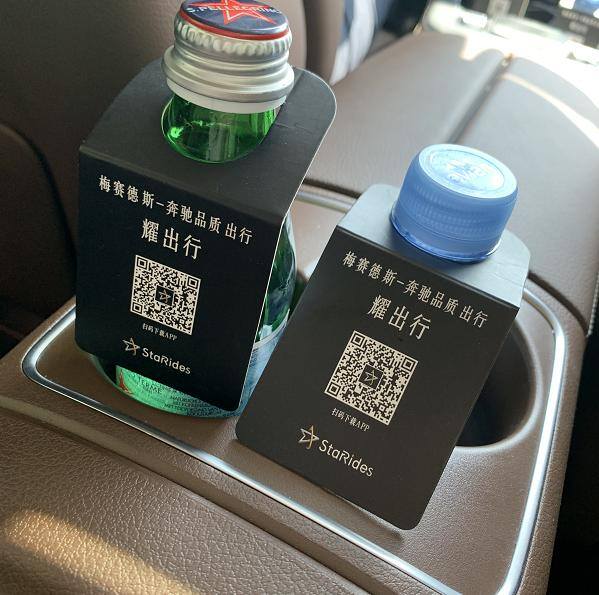 S.PELLEGRINO
梅赛德斯-奔驰品质出行
耀出行
扫码下载APP
StaRides
梅赛德斯-奔驰品质出行
耀出行
扫码下载APP
StaRides